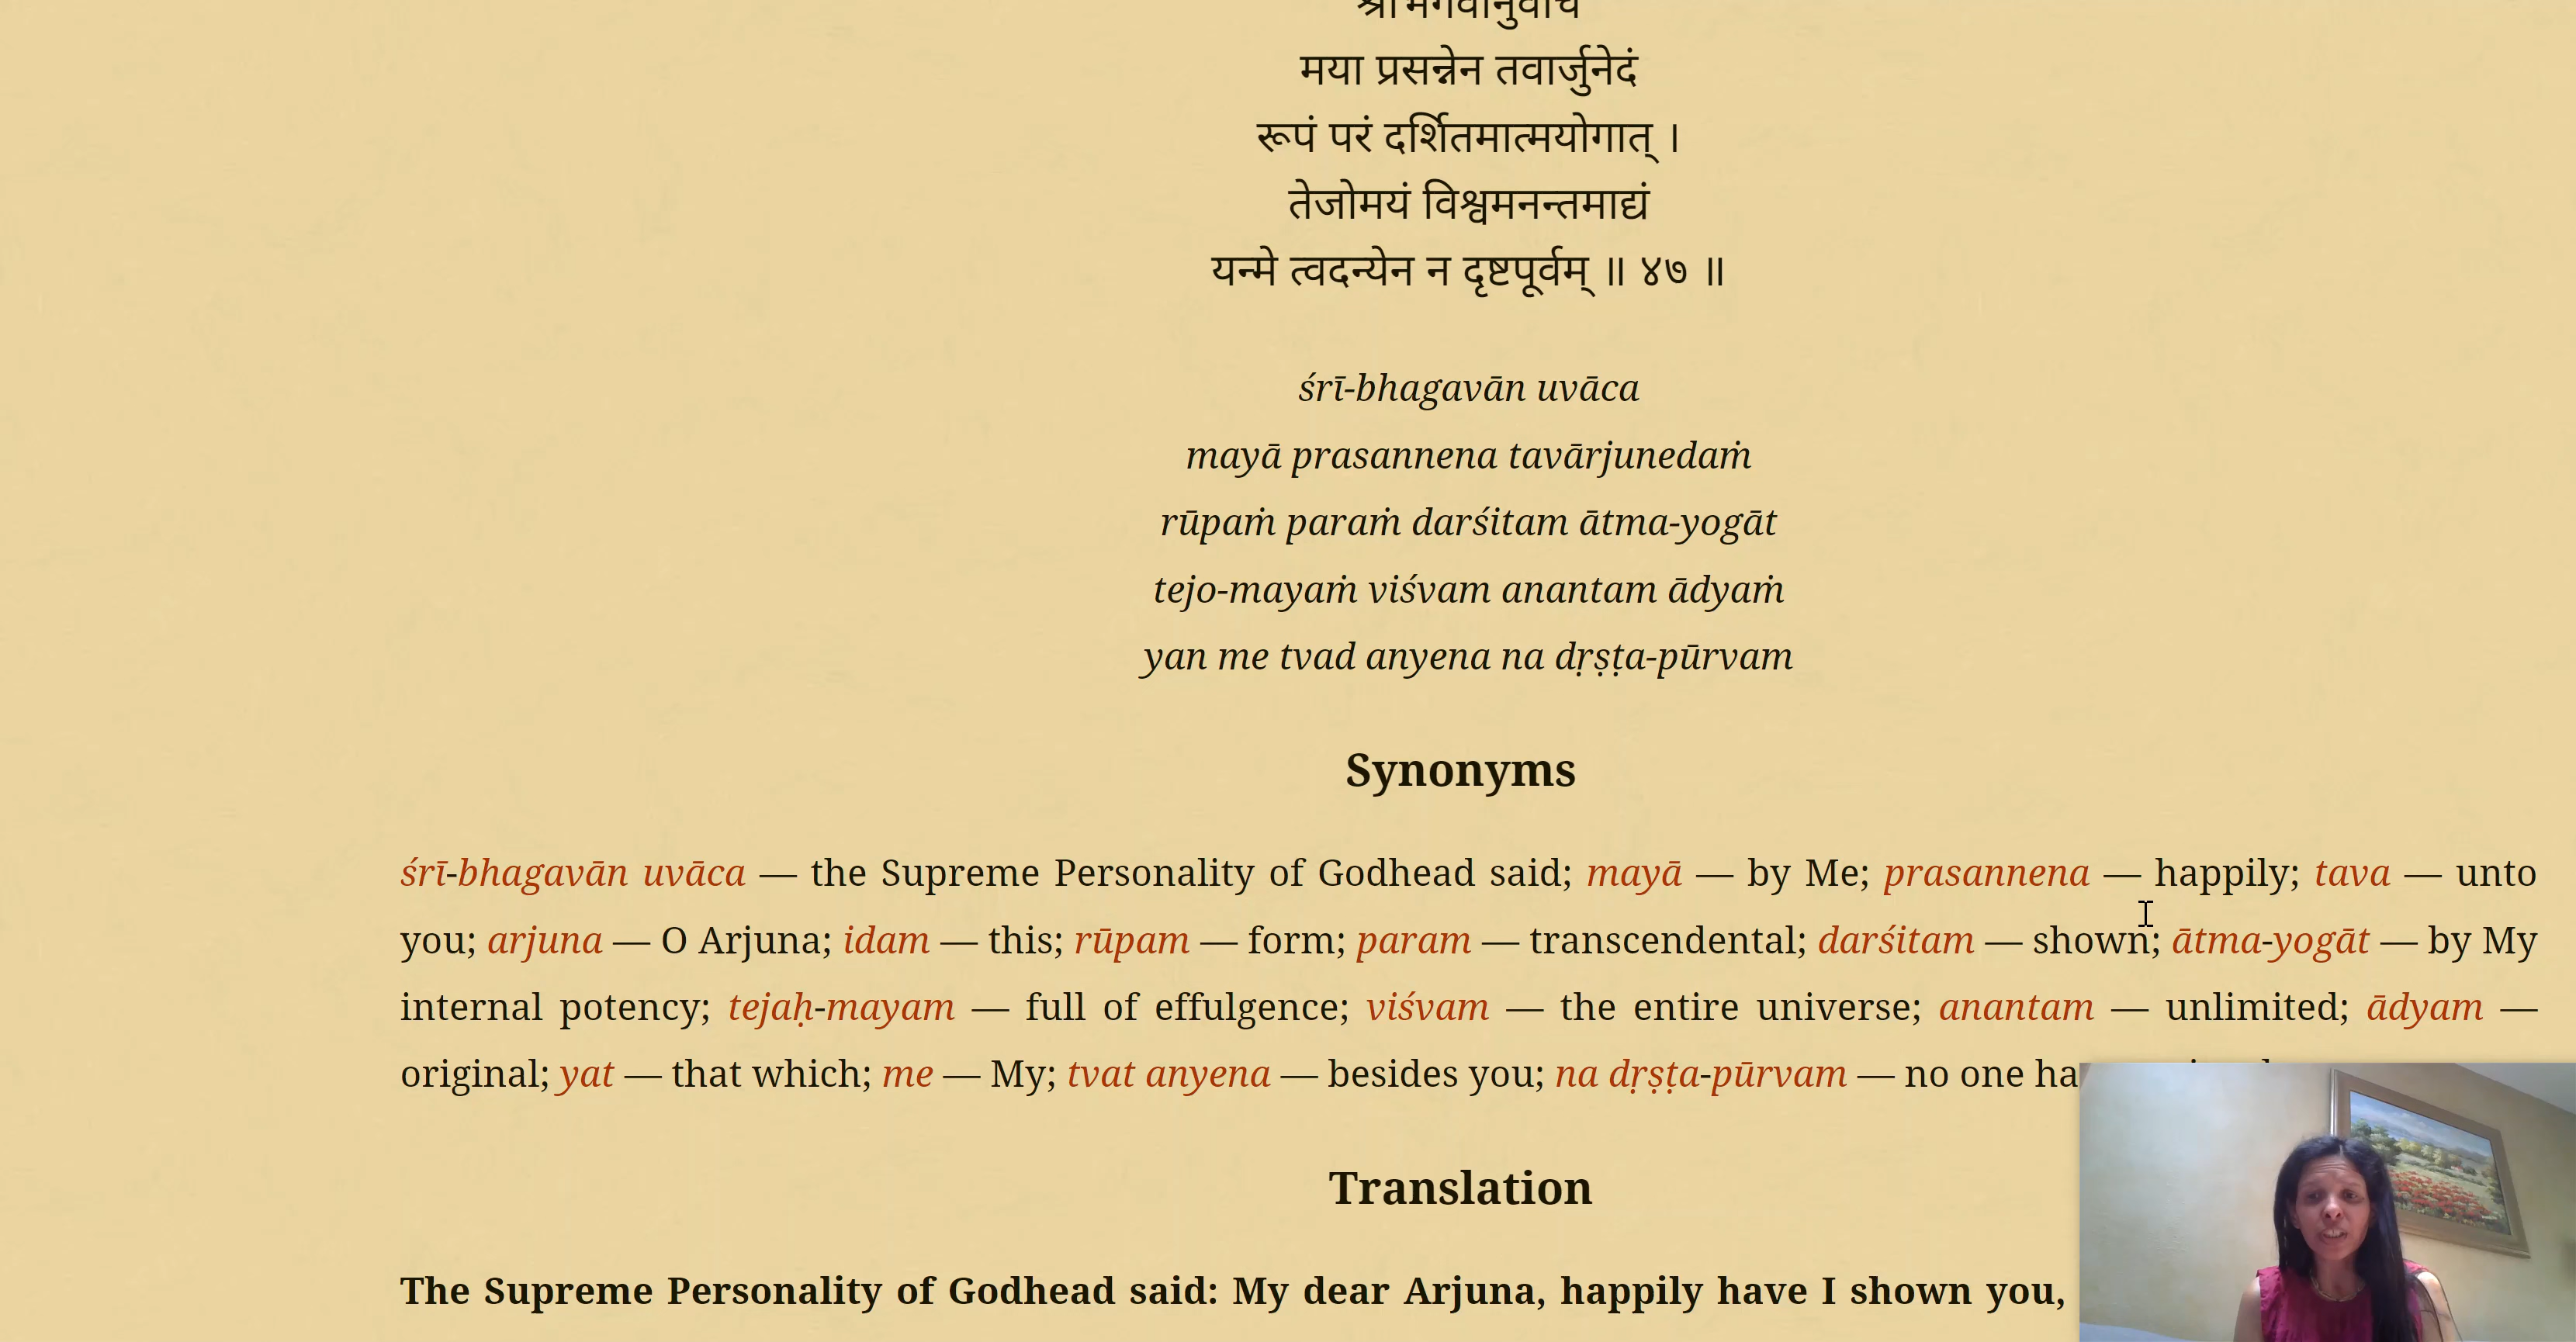 श्रीभगवानुवाच
मया प्रसन्नेन तवार्जुनेदं
रूपं परं दर्शितमात्मयोगात् ।
तेजोमयं विश्वमनन्तमाद्यं
यन्मे त्वदन्येन न दृष्टपूर्वम् ॥ ४७ ॥
śrī-bhagavān uvāca
mayā prasannena tavārjunedaṁ
rūpaṁ paraṁ darśitam ātma-yogāt
tejo-mayaṁ viśvam anantam ādyaṁ
yan me tvad anyena na dṛṣṭa-pūrvam
Synonyms
śrī-bhagavān uvāca — the Supreme Personality of Godhead said; mayā — by Me; prasannena — happily; tava — unto
you; arjuna — O Arjuna; idam — this; rūpam — form; param — transcendental; darśitam — shown; ātma-yogāt — by My
internal potency; tejaḥ-mayam — full of effulgence; viśvam — the entire universe; anantam — unlimited; ādyam —
original; yat — that which; me — My; tvat anyena — besides you; na dṛṣṭa-pūrvam — no one
Translation
The Supreme Personality of Godhead said: My dear Arjuna, happily have I shown you,